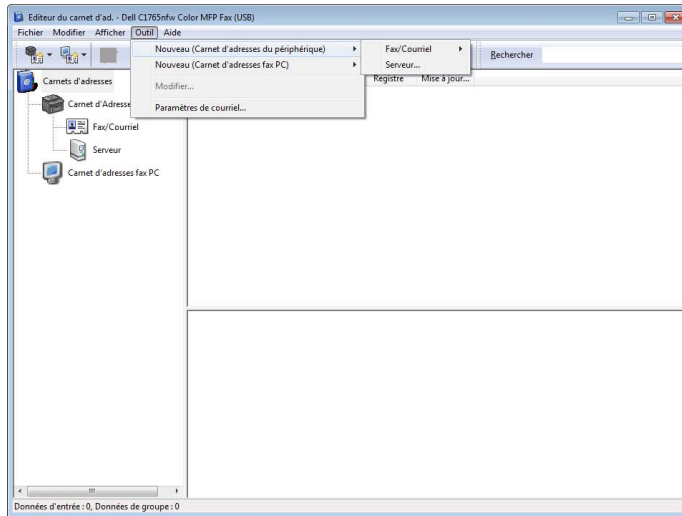 Editeur du carnet d'ad. - Dell C1765nfw Color MFP Fax (USB)
Fichier Modifier Afficher Outil Aide
Nouveau (Carnet d'adresses du périphérique)
Nouveau (Carnet d'adresses fax PC)
Modifier...
Paramètres de courriel...
Fax/Courriel
Serveur...
Rechercher
Registre Mise à jour...
Carnets d'adresses
Carnet d'Adresse
Fax/Courriel
Serveur
Carnet d'adresses fax PC
Données d'entrée : 0, Données de groupe : 0